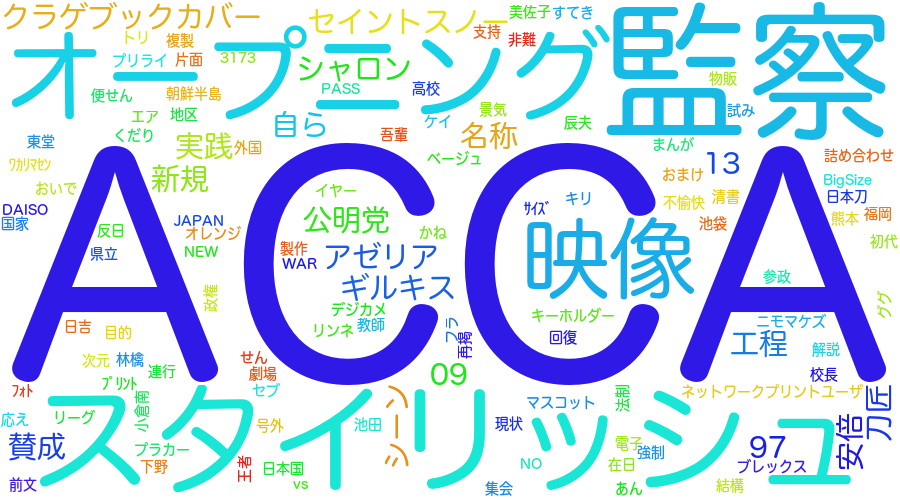 クラゲブックカバー
トリ
複製
セイントスノー
美佐子
すてき
支持
非難
オープニング
監察
プリライ
片面
3173
シャロン
PASS
高校
物販
便せん
朝鮮半島
エア
地区
くだり
自ら
景気
ケイ
辰夫
試み
東堂
実践
外国
吾輩
名称
まんが
ワカリマセン
ベージュ
13
詰め合わせ
おいで
新規
おまけ
BigSize
DAISO
イヤー
ｻｲｽﾞ
キリ
不愉快
清書
日本刀
国家
JAPAN
公明党
かね
熊本
福岡
反日
オレンジ
池袋
ACCA
映像
県立
NEW
製作
アゼリア
初代
WAR
ギルキス
参政
政権
デジカメ
キーホルダー
グク
日吉
目的
リンネ
教師
フラ
再掲
回復
ニモマケズ
工程
解説
次元
林檎
連行
せん
劇場
09
校長
ﾌｫﾄ
ﾌﾟﾘﾝﾄ
セブ
シーン
マスコット
法制
ネットワークプリントユーザ
スタイリッシュ
応え
リーグ
小倉南
号外
池田
現状
安倍
刀匠
賛成
プラカー
下野
王者
日本国
電子
強制
97
ブレックス
NO
在日
前文
vs
集会
あん
結構